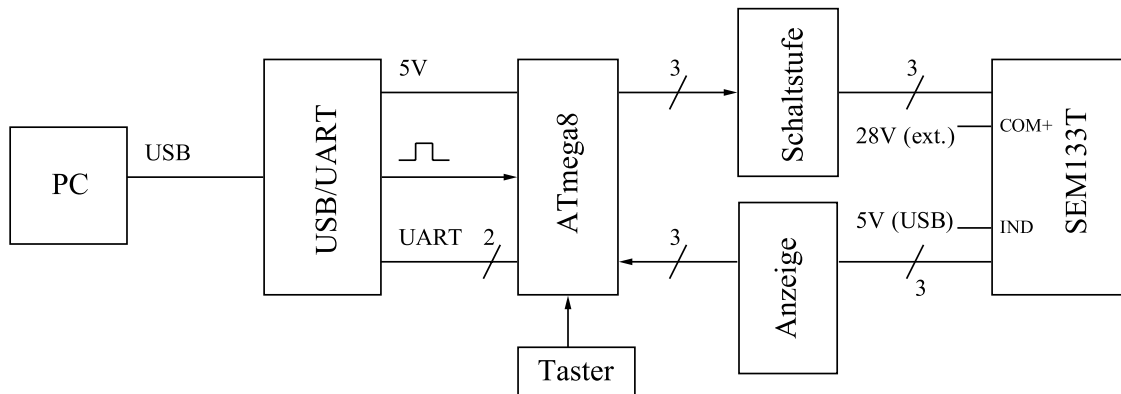 PC
USB
USB/UART
5V
UART
2
ATmega8
Taster
3
3
Schaltstufe
Anzeige
3
28V (ext.)
COM+
5V (USB)
IND
3
SEM133T